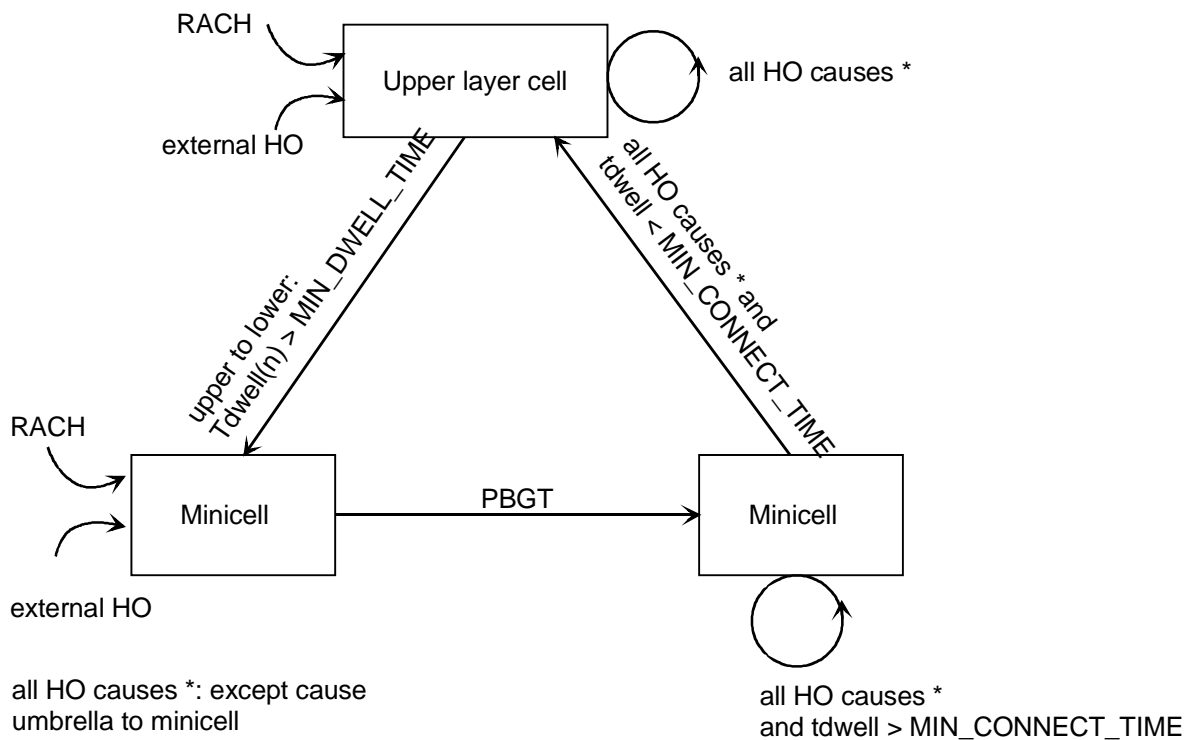 RACH
Upper layer cell
all HO causes *
external HO
upper to lower:
Tdwell(n) > MIN_DWELL_TIME
all HO causes * and
tdwell < MIN_CONNECT_TIME
RACH
Minicell
PBGT
Minicell
external HO
all HO causes *: except cause
umbrella to minicell
all HO causes *
and tdwell > MIN_CONNECT_TIME